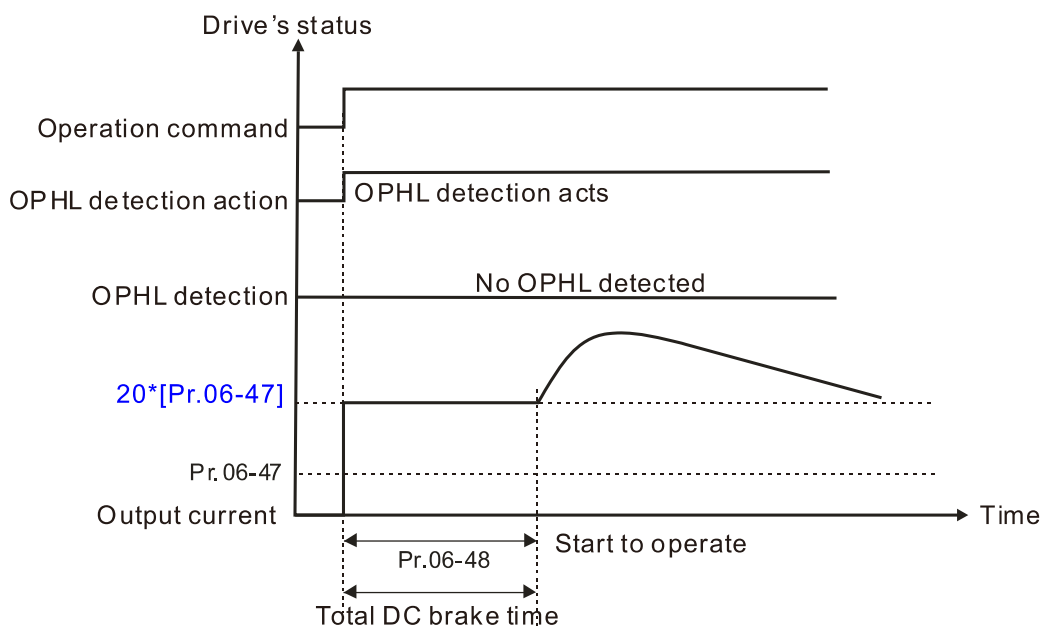 Drive's status
Operation command
OPHL detection action
OPHL detection acts
OPHL detection
No OPHL detected
20*[Pr.06-47]
Pr.06-47
Output current
Time
Start to operate
Pr.06-48
Total DC brake time